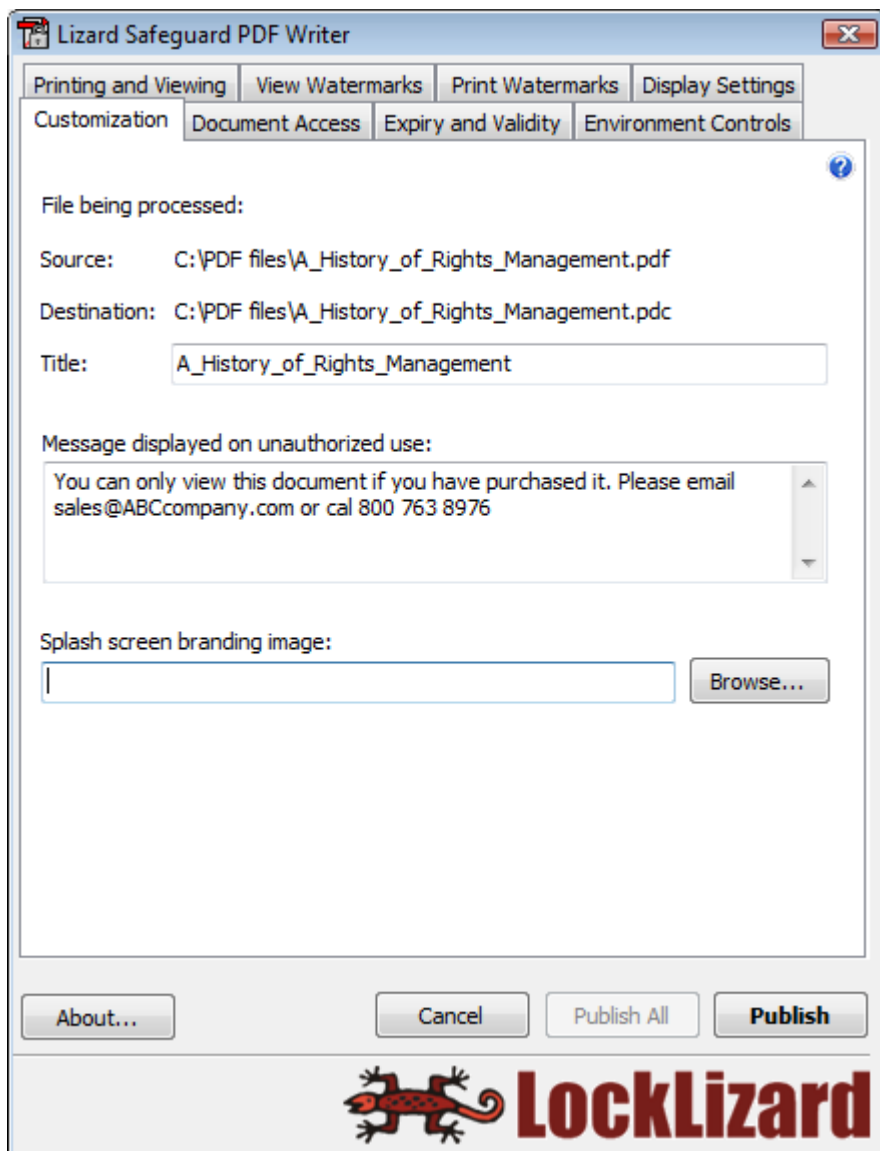 Lizard Safeguard PDF Writer
Printing and Viewing View Watermarks Print Watermarks Display Settings
Customization Document Access Expiry and Validity Environment Controls
File being processed:
Source: C:\PDF files\A_History_of_Rights_Management.pdf
Destination: C:\PDF files\A_History_of_Rights_Management.pdc
Title: A_History_of_Rights_Management
Message displayed on unauthorized use:
You can only view this document if you have purchased it. Please email
sales@ABCcompany.com or cal 800 763 8976
Splash screen branding image:
Browse...
About... Cancel Publish All Publish
LockLizard